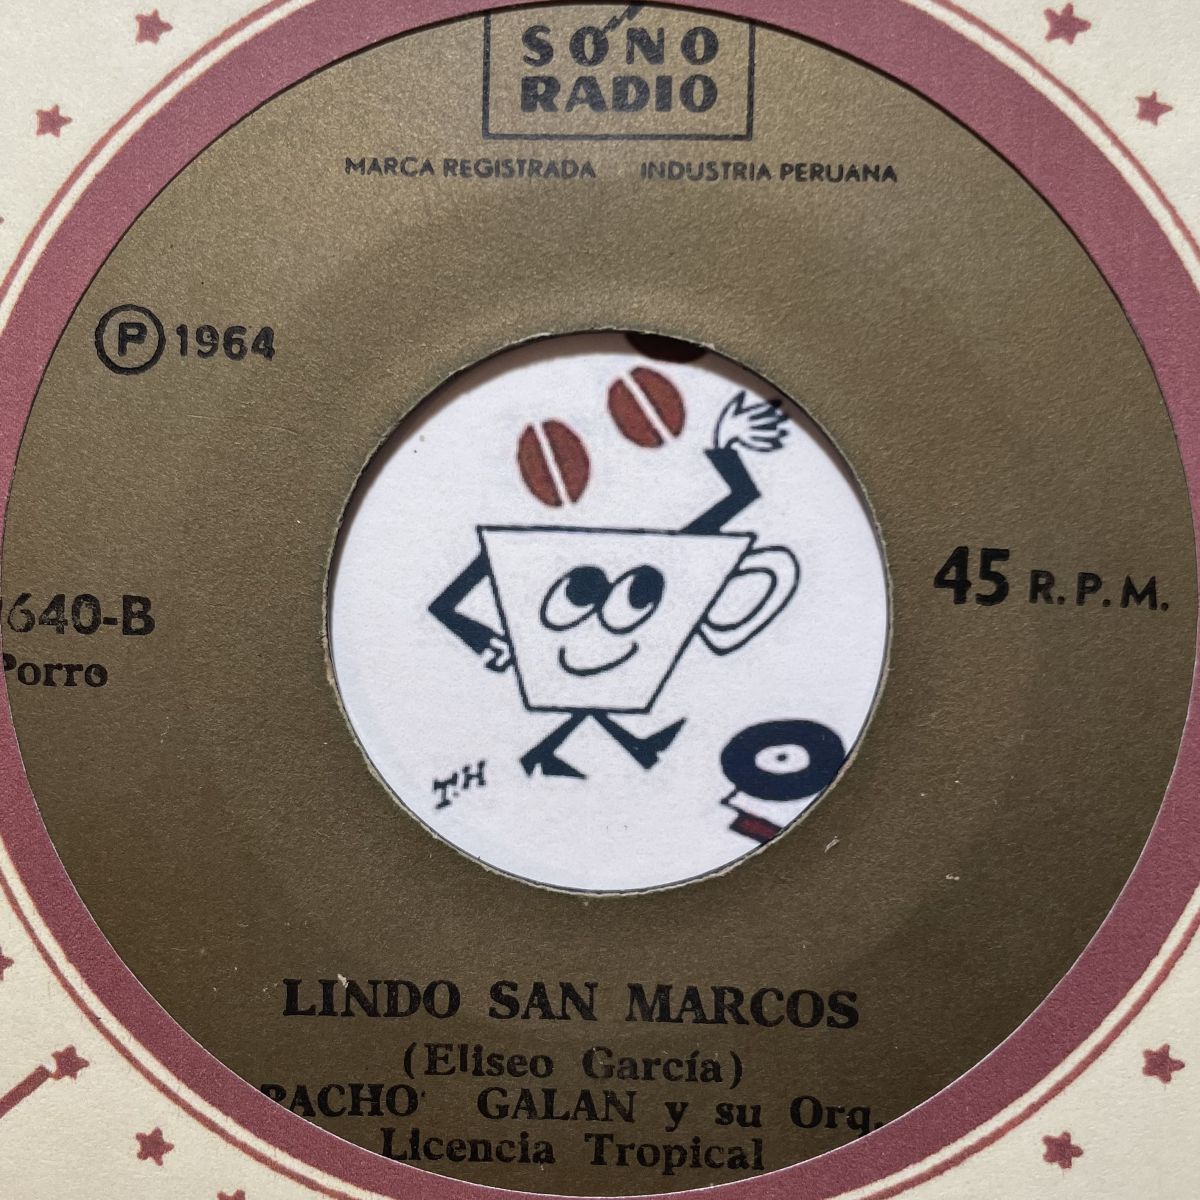 SONO
RADIO
MARCA REGISTRADA INDUSTRIA PERUANA
Ⓟ 1964
640-B
Porro
45 R.P.M.
T.H
LINDO SAN MARCOS
(Eliseo García)
PACHO GALAN y su Orq.
Licencia Tropical